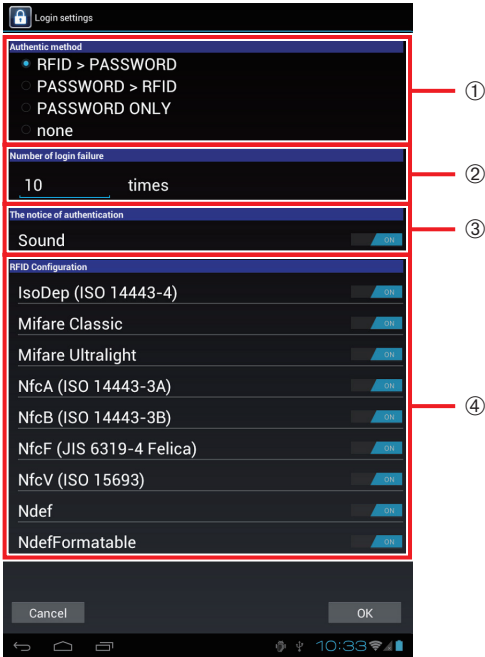 Login settings
Authentic method
RFID > PASSWORD
PASSWORD > RFID
PASSWORD ONLY
none
①
Number of login failure
10 times
②
The notice of authentication
Sound ON
③
RFID Configuration
IsoDep (ISO 14443-4) ON
Mifare Classic ON
Mifare Ultralight ON
NfcA (ISO 14443-3A) ON
④
NfcB (ISO 14443-3B) ON
NfcF (JIS 6319-4 Felica) ON
NfcV (ISO 15693) ON
Ndef ON
NdefFormatable ON
Cancel OK
10:33